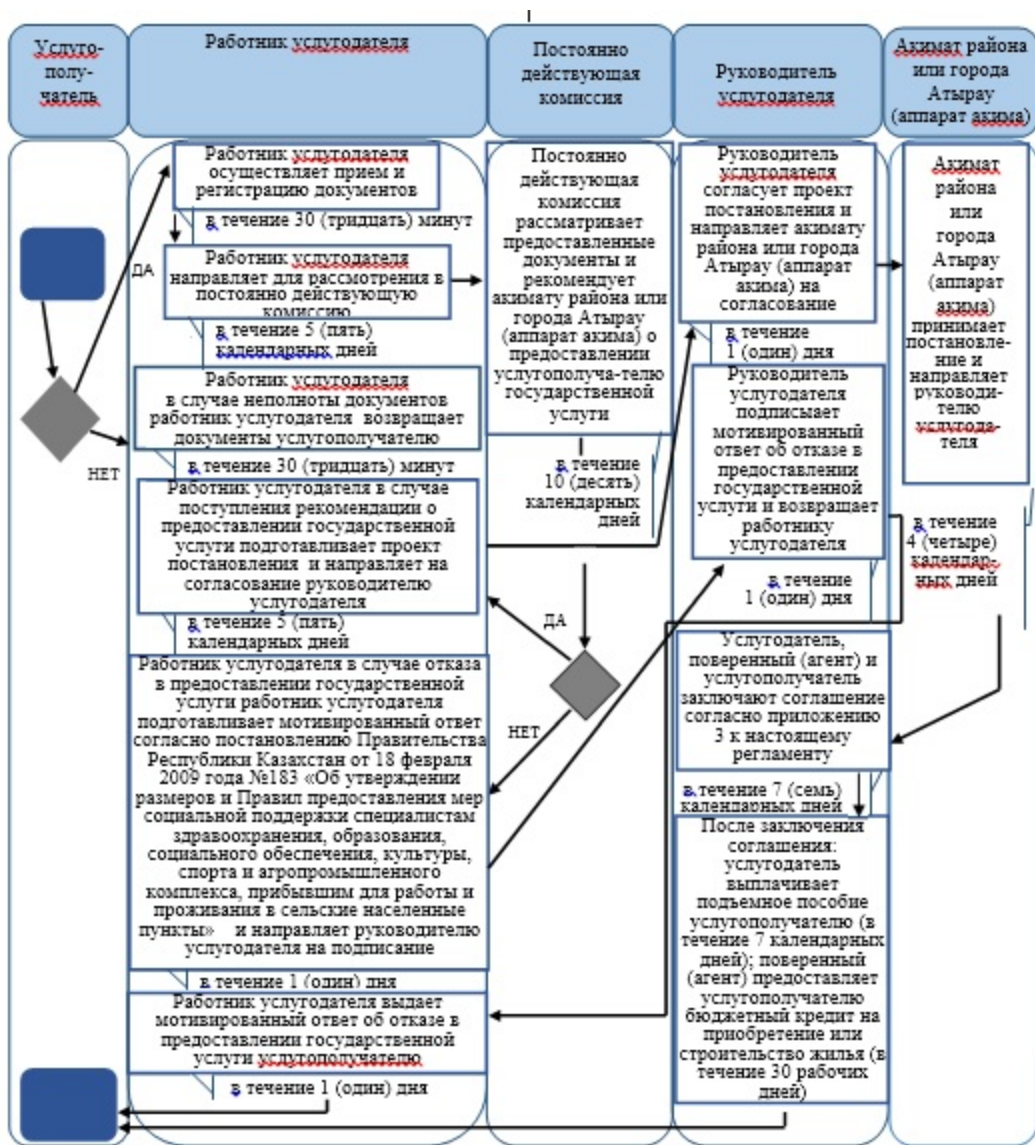 Услуго-
полу-
чатель
Работник услугодателя
Постоянно
действующая
комиссия
Руководитель
услугодателя
Акимат района
или города
Атырау
(аппарат акима)
Работник услугодателя
осуществляет прием и
регистрацию документов
в течение 30 (тридцать) минут
ДА
Работник услугодателя
направляет для рассмотрения в
постоянно действующую
комиссию
в течение 5 (пять)
календарных дней
Работник услугодателя
в случае неполноты документов
работник услугодателя возвращает
документы услугополучателю
НЕТ
в течение 30 (тридцать) минут
Работник услугодателя в случае
поступления рекомендации о
предоставлении государственной
услуги подготавливает проект
постановления и направляет на
согласование руководителю
услугодателя
в течение 5 (пять)
календарных дней
Работник услугодателя в случае отказа
в предоставлении государственной
услуги работник услугодателя
подготавливает мотивированный ответ
согласно постановлению Правительства
Республики Казахстан от 18 февраля
2009 года №183 «Об утверждении
размеров и Правил предоставления мер
социальной поддержки специалистам
здравоохранения, образования,
социального обеспечения, культуры,
спорта и агропромышленного
комплекса, прибывшим для работы и
проживания в сельские населенные
пункты» и направляет руководителю
услугодателя на подписание
в течение 1 (один) дня
Работник услугодателя выдает
мотивированный ответ об отказе в
предоставлении государственной
услуги услугополучателю
в течение 1 (один) дня
Постоянно
действующая
комиссия
рассматривает
предоставленные
документы и
рекомендует
акимату района или
города Атырау
(аппарат акима) о
предоставлении
услугополуча-телю
государственной
услуги
в течение
10 (десять)
календарных
дней
ДА
НЕТ
Руководитель
услугодателя
согласует проект
постановления и
направляет акимату
района или города
Атырау (аппарат
акима) на
согласование
в течение
1 (один) дня
Руководитель
услугодателя
подписмает
мотивированный
ответ об отказе в
предоставлении
государственной
услуги и возвращает
работнику
услугодателя
в течение
1 (один) дня
Услугодатель,
поверенный (агент) и
услугополучатель
заключают соглашение
согласно приложению
3 к настоящему
регламенту
в течение 7 (семь)
календарных дней
После заключения
соглашения:
услугодатель
выплачивает
подъемное пособие
услугополучателю (в
течение 7 календарных
дней); поверенный
(агент) предоставляет
услугополучателю
бюджетный кредит на
приобретение или
строительство жилья (в
течение 30 рабочих
дней)
Акимат
района
или
города
Атырау
(аппарат
акима)
принимает
постановле-
ние и
направляет
руководи-
телю
услугода-
теля
в течение
4 (четыре)
календар-
ных дней